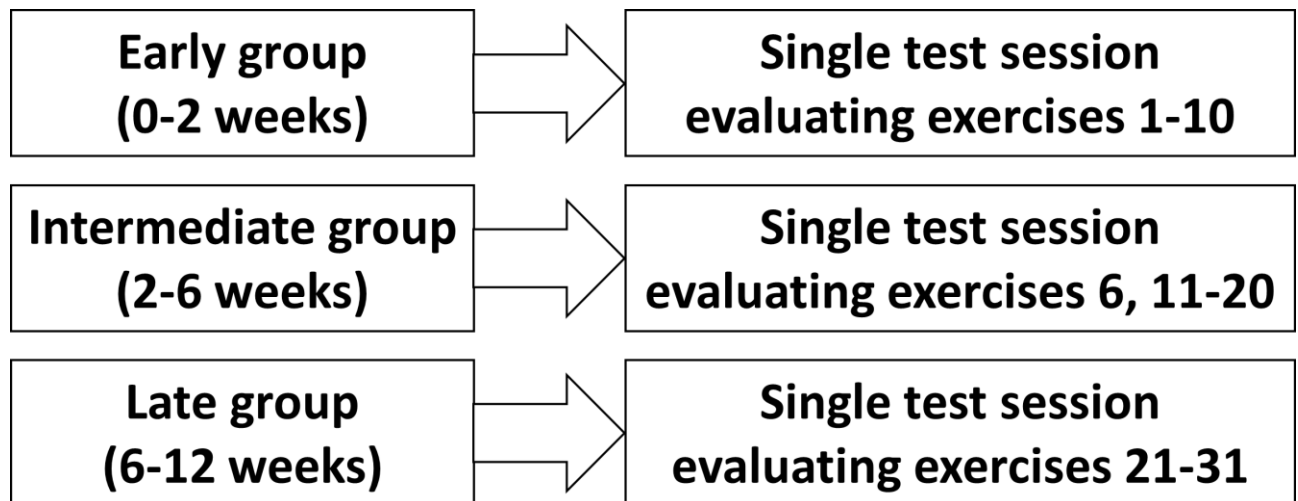 Early group
(0-2 weeks)
Single test session
evaluating exercises 1-10
Intermediate group
(2-6 weeks)
Single test session
evaluating exercises 6, 11-20
Late group
(6-12 weeks)
Single test session
evaluating exercises 21-31